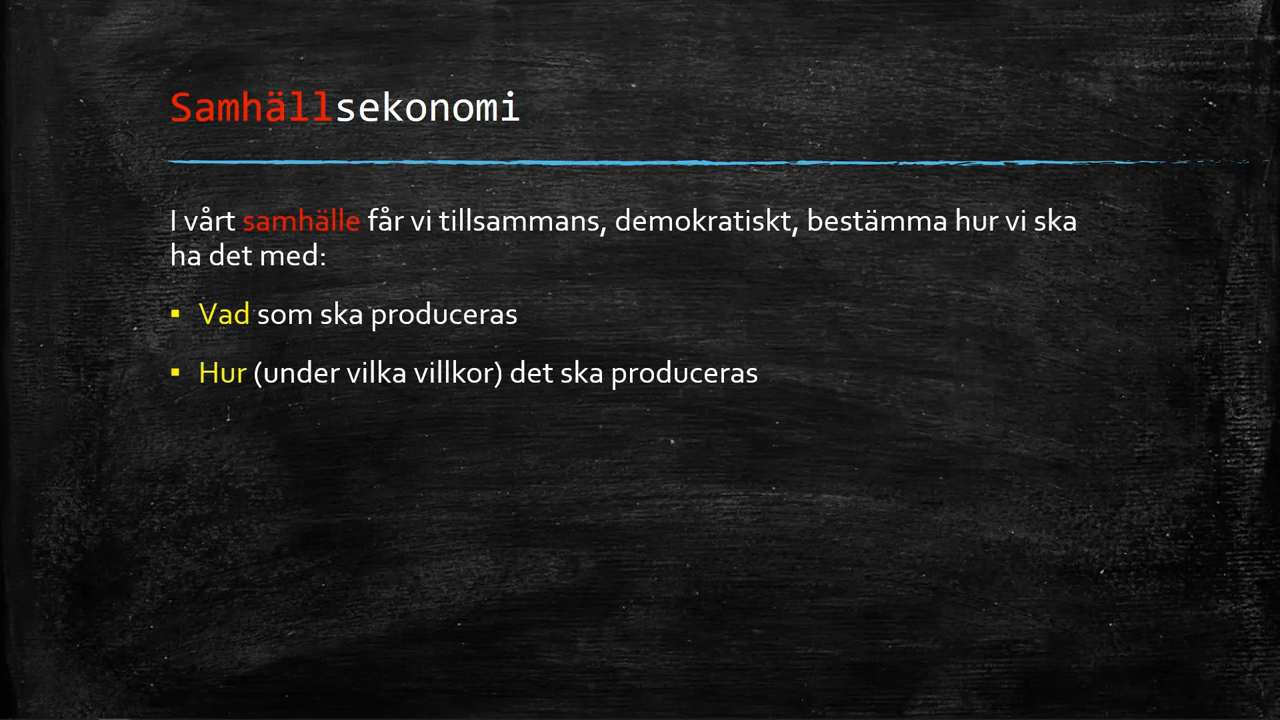 Samhällsekonomi
I vårt samhälle får vi tillsammans, demokratiskt, bestämma hur vi ska
ha det med:
▪ Vad som ska produceras
▪ Hur (under vilka villkor) det ska produceras